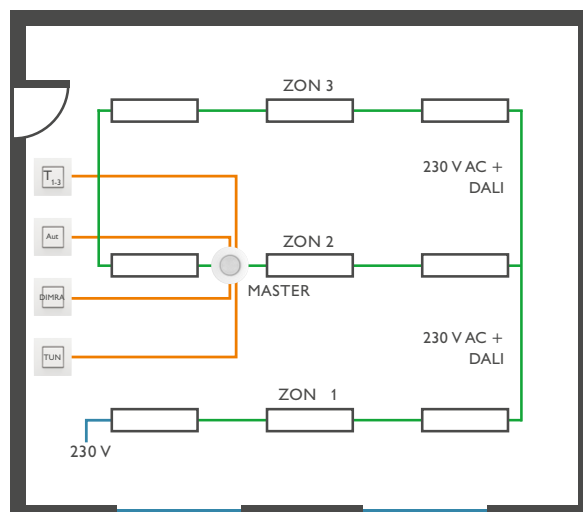 ZON 3
230 V AC +
DALI
T1-3
Aut
ZON 2
DIMRA
MASTER
230 V AC +
DALI
TUN
ZON 1
230 V